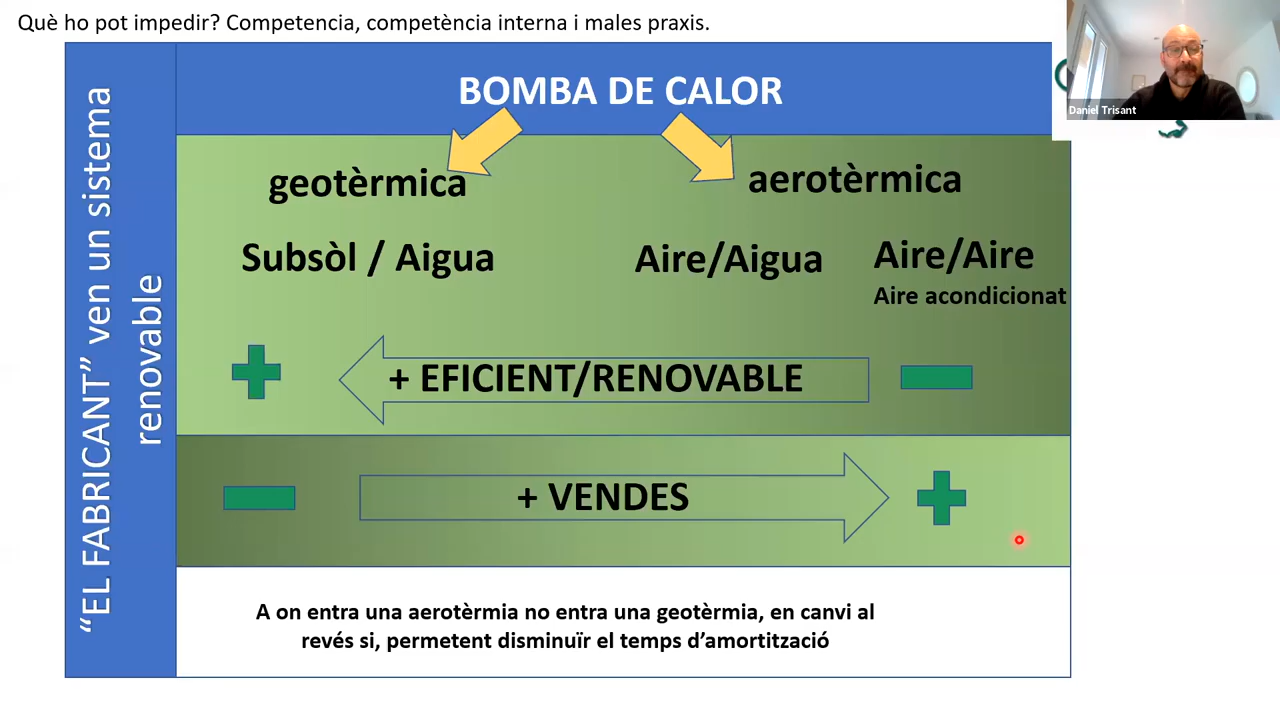 Què ho pot impedir? Competencia, competència interna i males praxis.
“EL FABRICANT” ven un sistema
renovable
BOMBA DE CALOR
geotèrmica
aerotèrmica
Subsòl / Aigua
Aire/Aigua
Aire/Aire
Aire acondicionat
+ EFICIENT/RENOVABLE
+ VENDES
A on entra una aerotèrmia no entra una geotèrmia, en canvi al
revés si, permetent disminuïr el temps d’amortització
Daniel Trisant